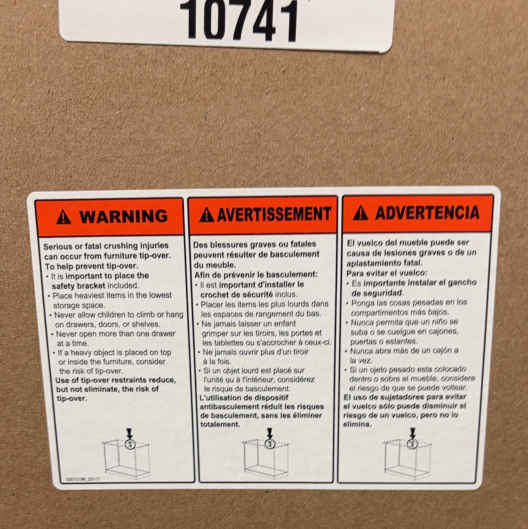 10741
WARNING
Serious or fatal crushing injuries
can occur from furniture tip-over.
To help prevent tip-over.
• It is important to place the
safety bracket included.
• Place heaviest items in the lowest
storage space.
• Never allow children to climb or hang
on drawers, doors, or shelves.
• Never open more than one drawer
at a time.
• If a heavy object is placed on top
or inside the furniture, consider
the risk of tip-over.
Use of tip-over restraints reduce,
but not eliminate, the risk of
tip-over.
AVERTISSEMENT
Des blessures graves ou fatales
peuvent résulter de basculement
du meuble.
Afin de prévenir le basculement:
• Il est important d'installer le
crochet de sécurité inclus.
• Placer les items les plus lourds dans
les espaces de rangement du bas.
• Ne jamais laisser un enfant
grimper sur les tiroirs, les portes et
les tablettes ou s'accrocher à ceux-ci.
• Ne jamais ouvrir plus d'un tiroir
à la fois.
• Si un objet lourd est placé sur
l'unité ou à l'intérieur, considérez
le risque de basculement.
L'utilisation de dispositif
antibasculement réduit les risques
de basculement, sans les éliminer
totalement.
ADVERTENCIA
El vuelco del mueble puede ser
causa de lesiones graves o de un
aplastamiento fatal.
Para evitar el vuelco:
• Es importante instalar el gancho
de seguridad.
• Ponga las cosas pesadas en los
compartimentos más bajos.
• Nunca permita que un niño se
suba o se cuelgue en cajones,
puertas o estantes.
• Nunca abra más de un cajón a
la vez.
• Si un ojeto pesado esta colocado
dentro o sobre el mueble, considere
el riesgo de que se puede voltear.
El uso de sujetadores para evitar
el vuelco sólo puede disminuir el
riesgo de un vuelco, pero no lo
elimina.